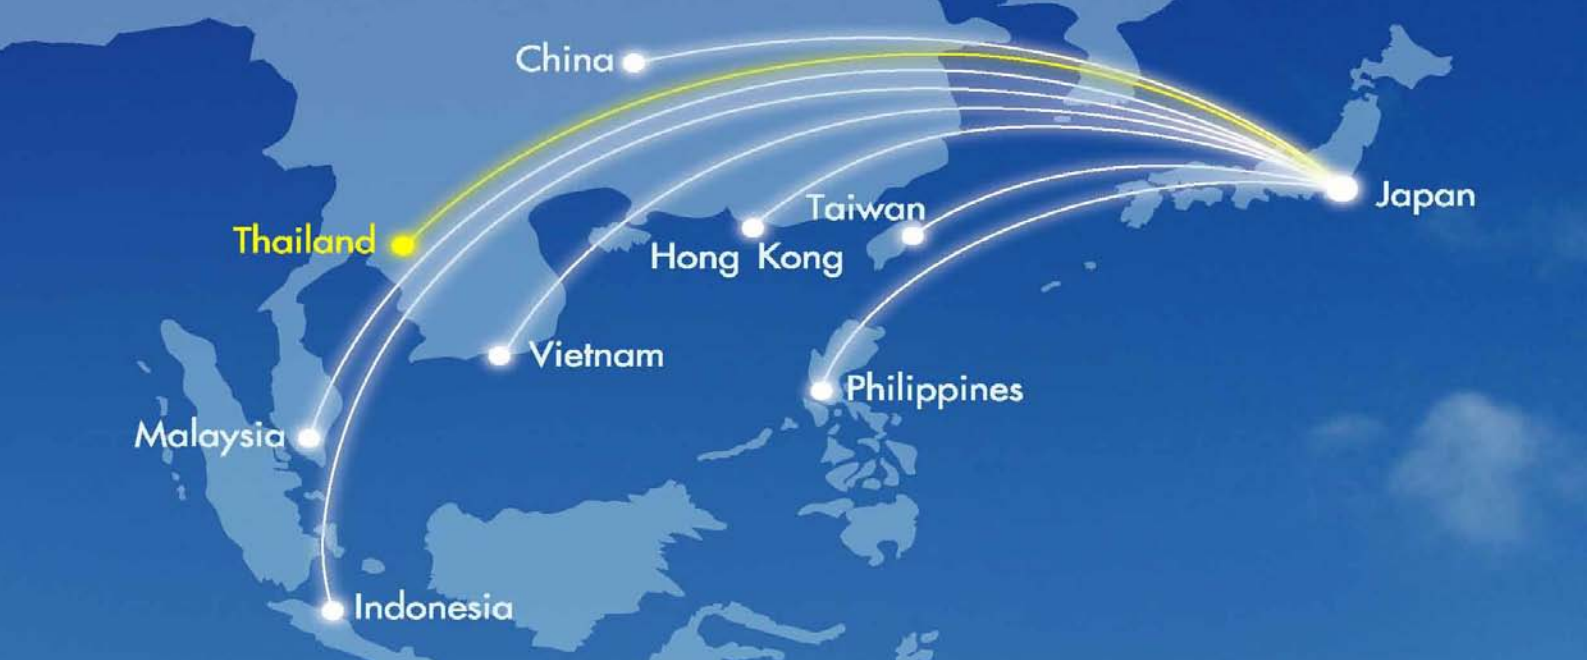 China
Japan
Taiwan
Thailand
Hong Kong
Vietnam
Philippines
Malaysia
Indonesia